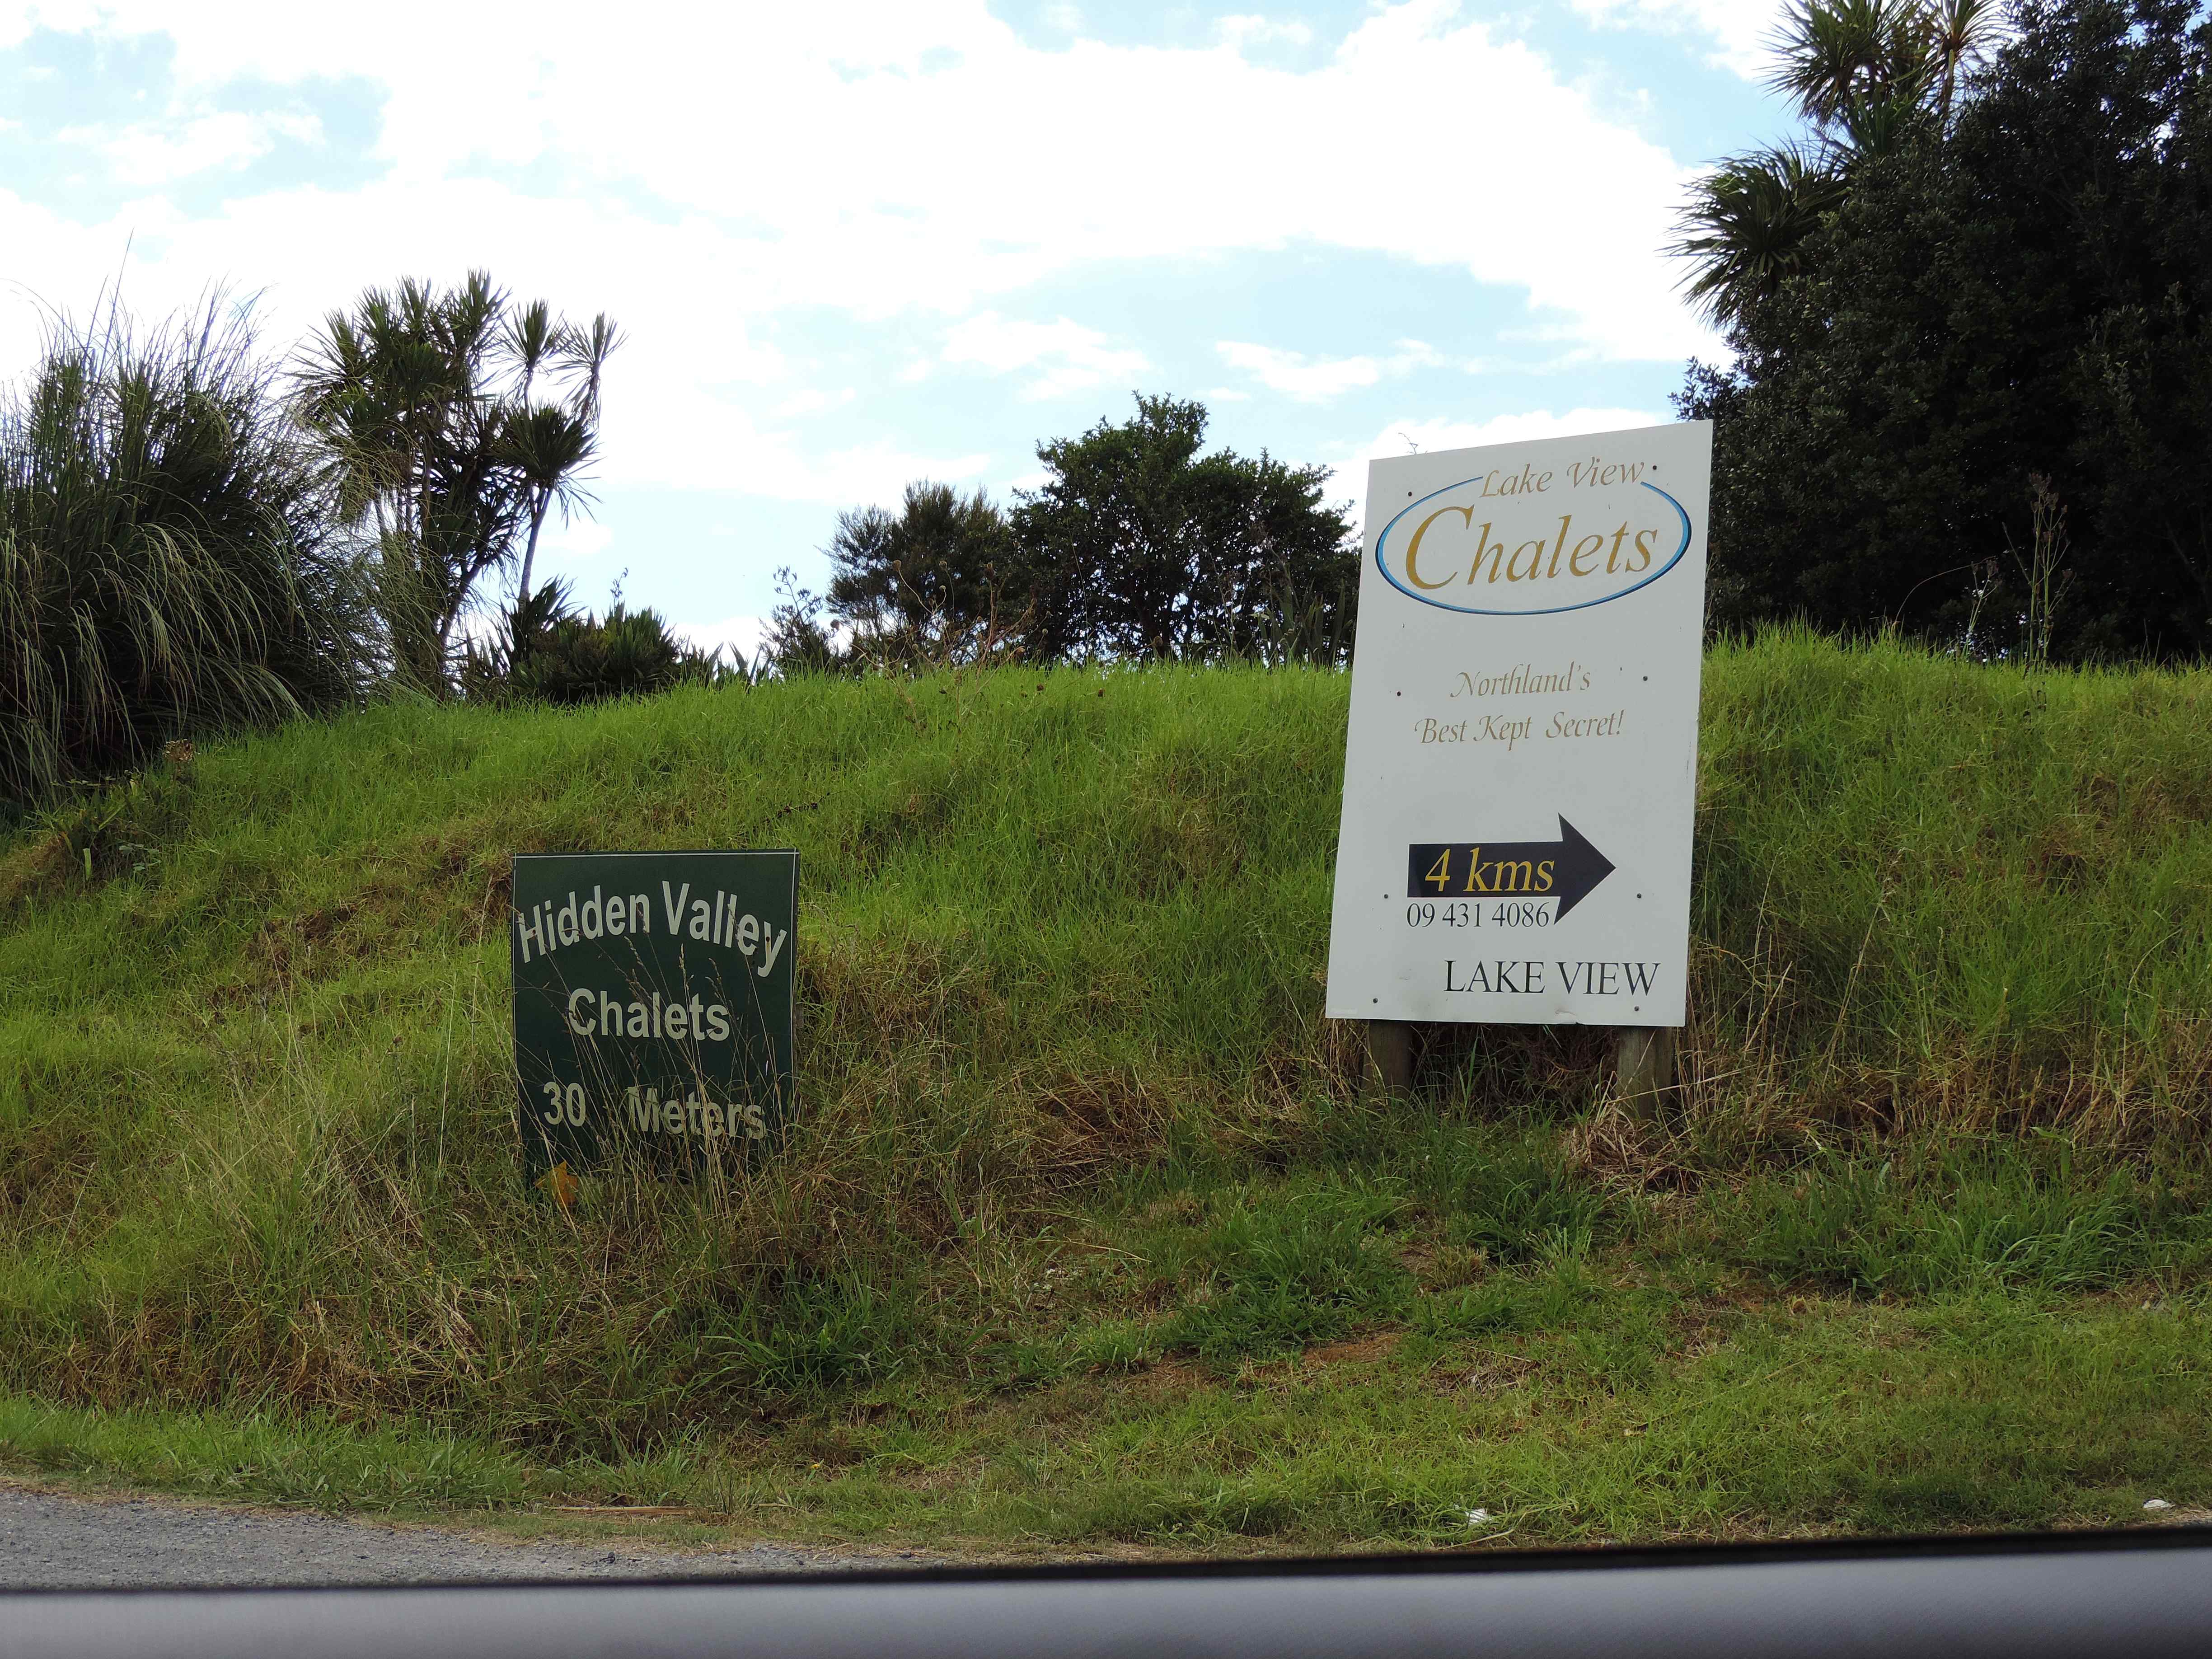 Hidden Valley
Chalets
30 Meters
Lake View
Chalets
Northland's
Best Kept Secret!
4 kms
09 431 4086
LAKE VIEW